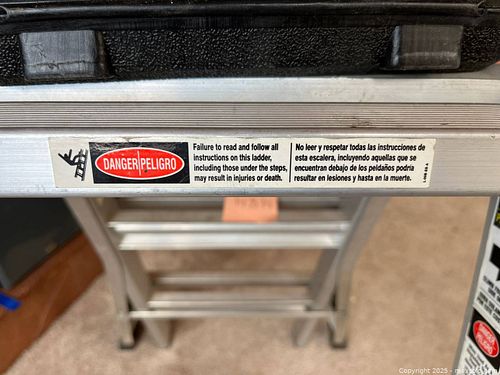 DANGER PELIGRO
Failure to read and follow all
instructions on this ladder,
including those under the steps,
may result in injuries or death.
No leer y respetar todas las instrucciones de
esta escalera, incluyendo aquellas que se
encuentran debajo de los peldaños podría
resultar en lesiones y hasta en la muerte.
DANGER
PELIGRO